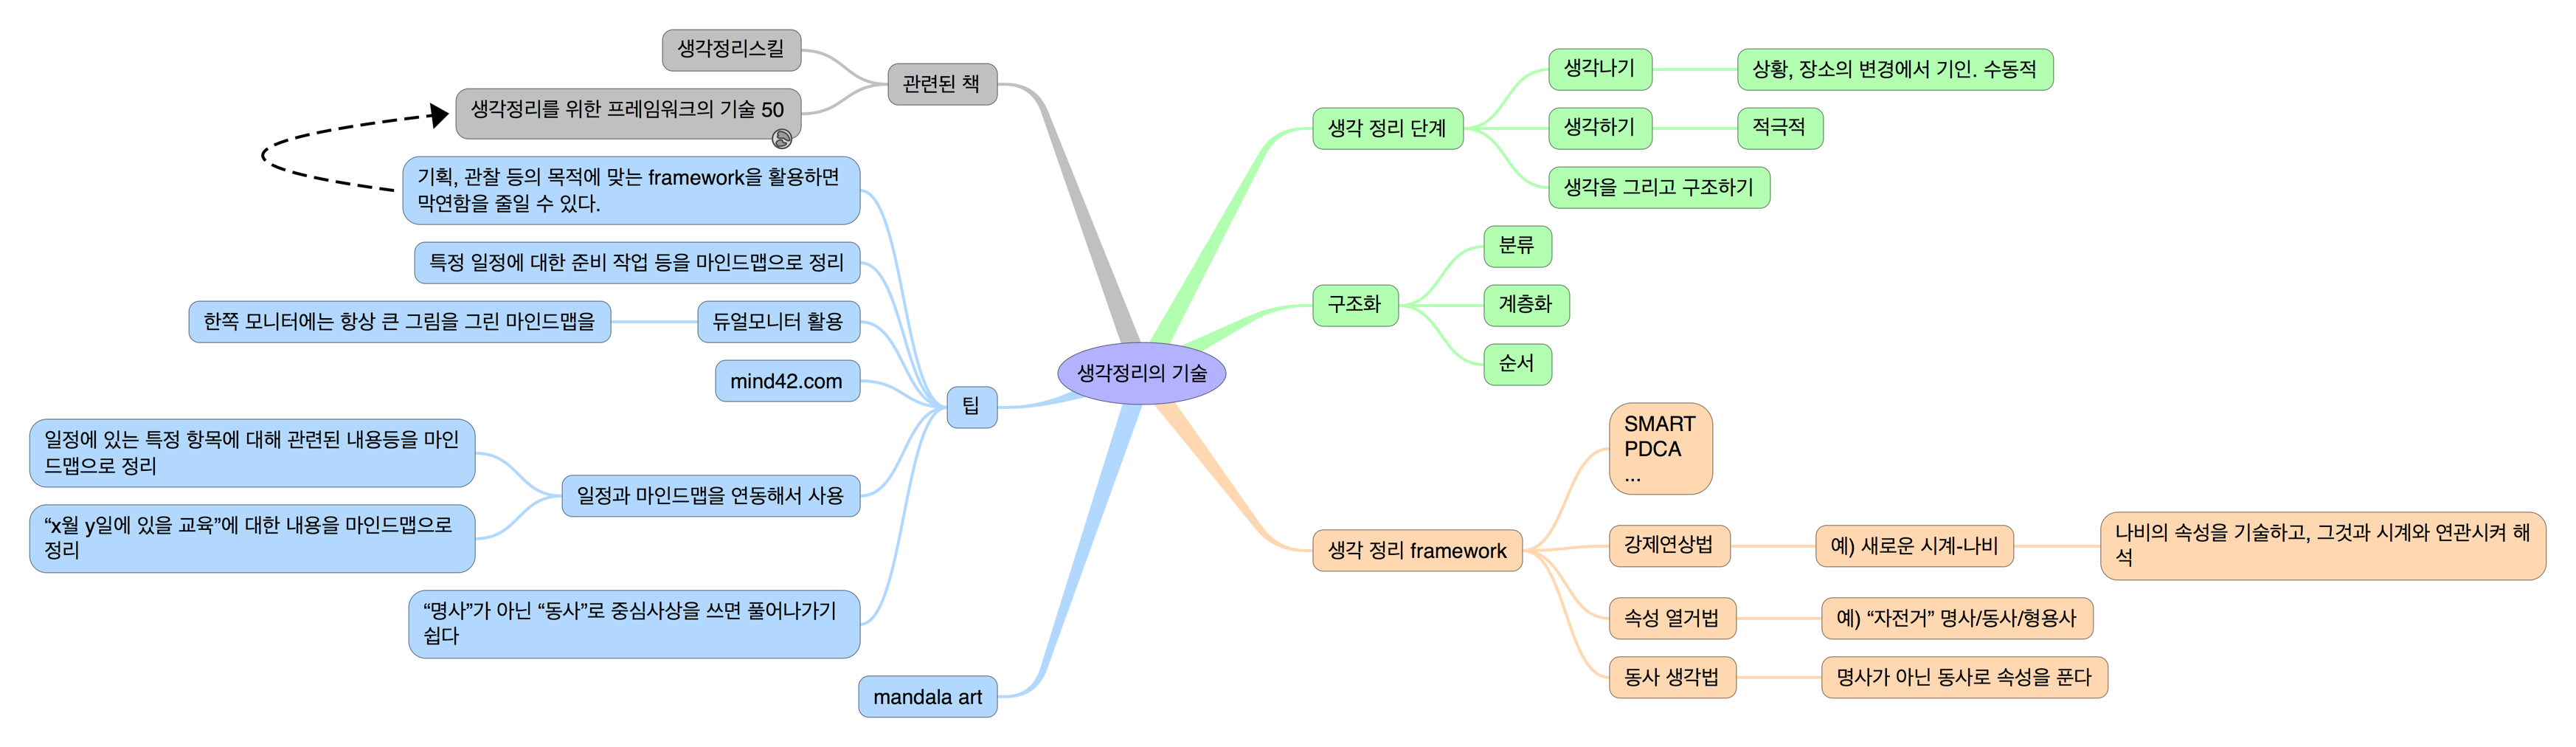 생각정리의 기술
관련된 책
생각정리스킬
생각정리를 위한 프레임워크의 기술 50
팁
기획, 관찰 등의 목적에 맞는 framework을 활용하면
막연함을 줄일 수 있다.
특정 일정에 대한 준비 작업 등을 마인드맵으로 정리
듀얼모니터 활용
한쪽 모니터에는 항상 큰 그림을 그린 마인드맵을
mind42.com
일정과 마인드맵을 연동해서 사용
일정에 있는 특정 항목에 대해 관련된 내용등을 마인
드맵으로 정리
“x월 y일에 있을 교육”에 대한 내용을 마인드맵으로
정리
“명사”가 아닌 “동사”로 중심사상을 쓰면 풀어나가기
쉽다
mandala art
생각 정리 단계
생각나기
상황, 장소의 변경에서 기인. 수동적
생각하기
적극적
생각을 그리고 구조하기
구조화
분류
계층화
순서
생각 정리 framework
SMART
PDCA
...
강제연상법
예) 새로운 시계-나비
나비의 속성을 기술하고, 그것과 시계와 연관시켜 해
석
속성 열거법
예) “자전거” 명사/동사/형용사
동사 생각법
명사가 아닌 동사로 속성을 푼다